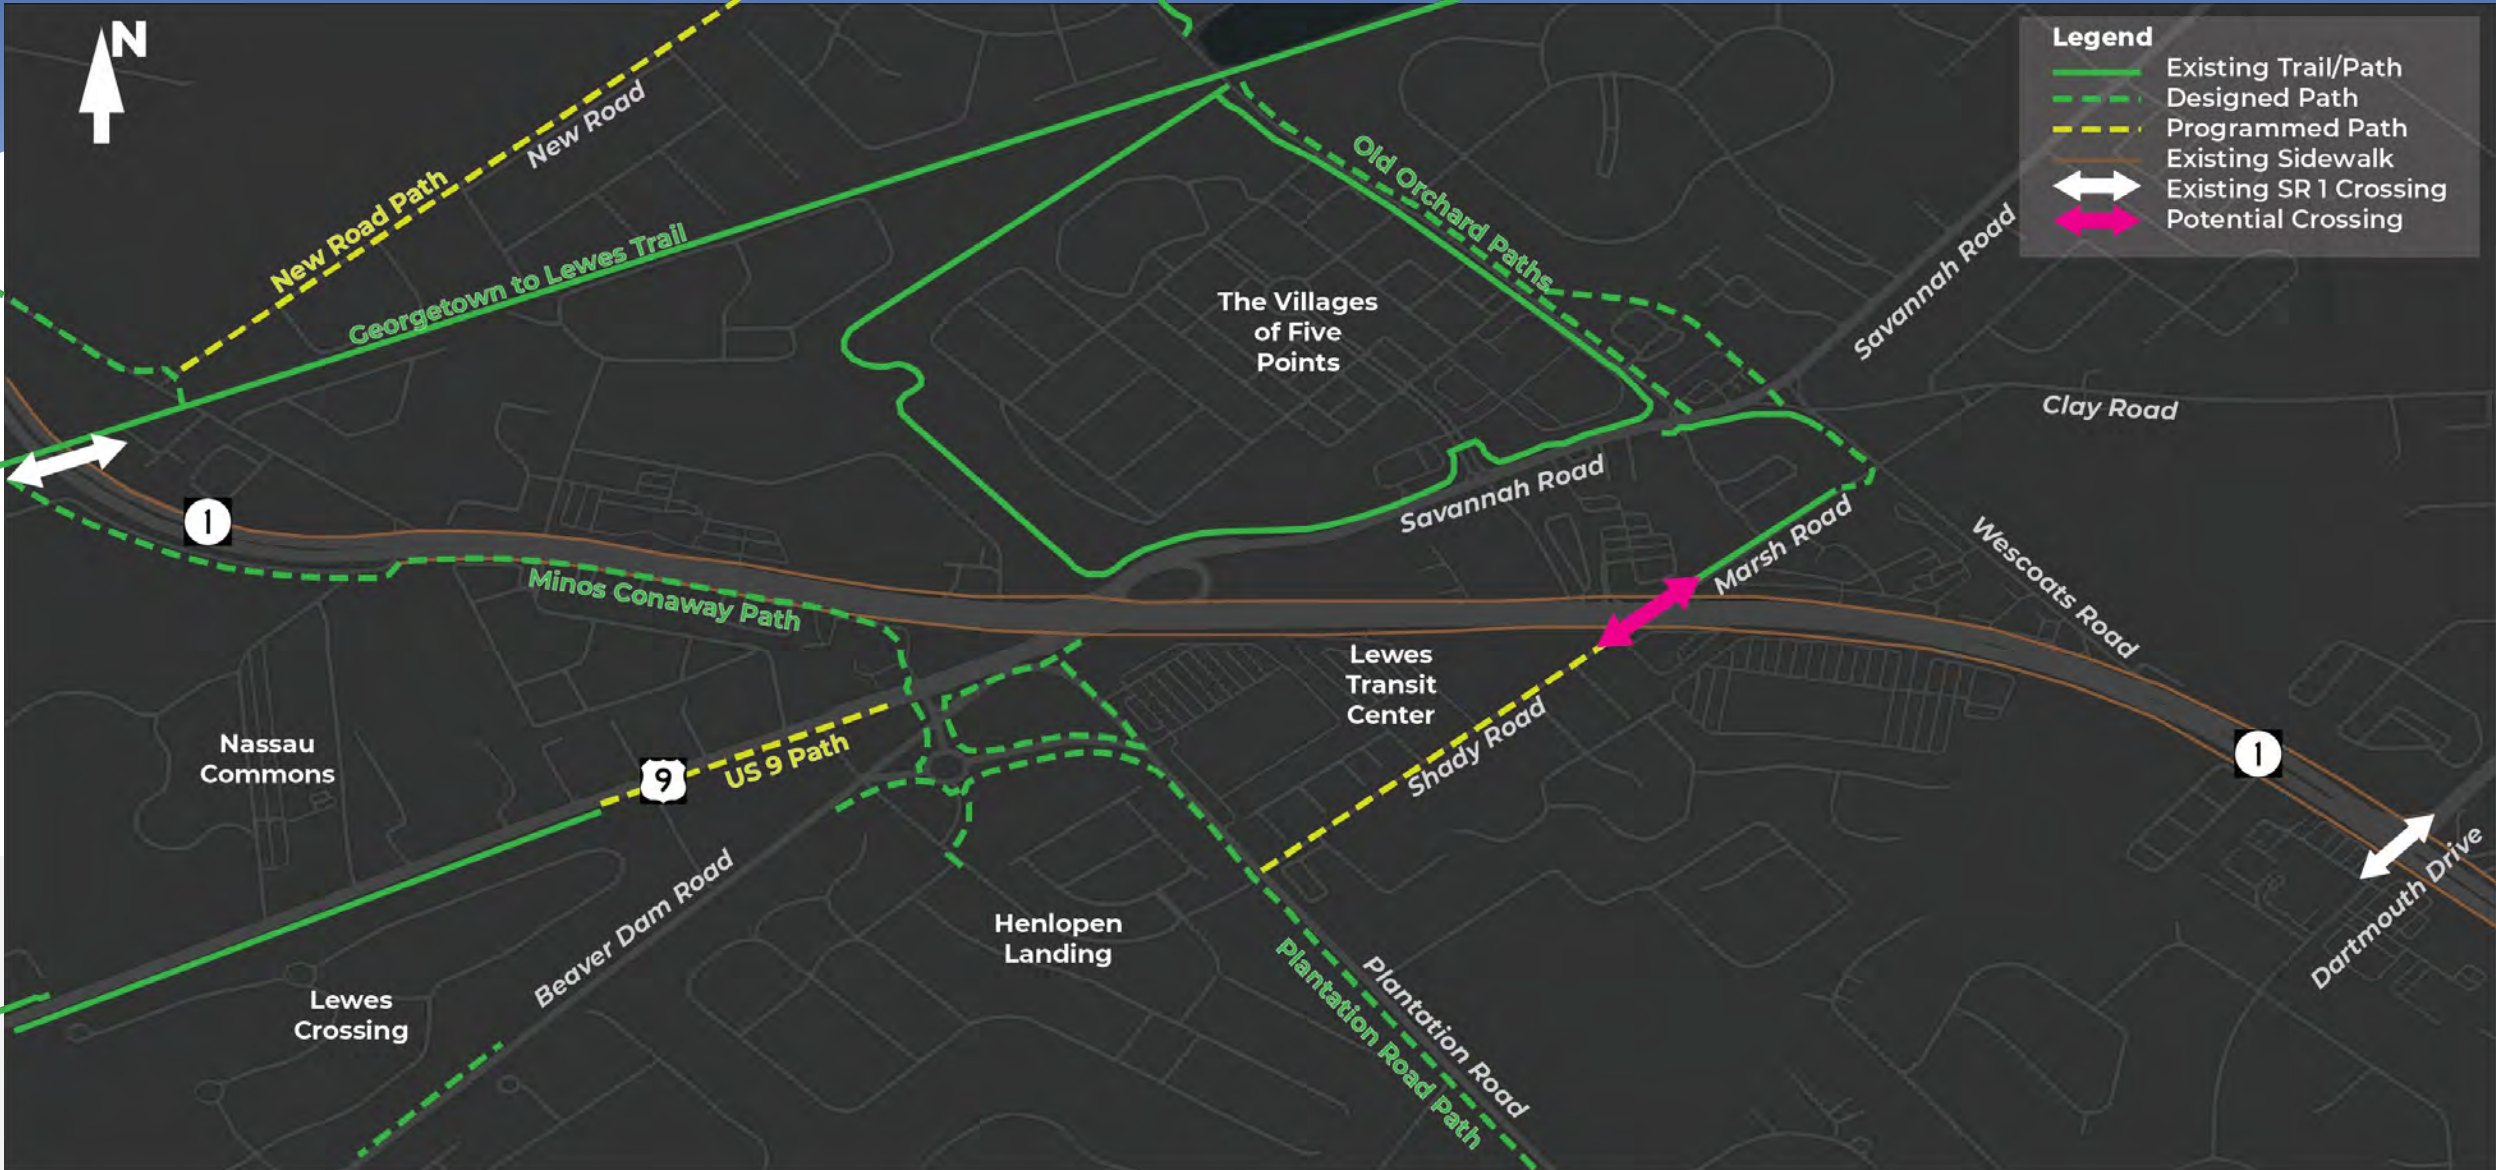 N
Legend
Existing Trail/Path
Designed Path
Programmed Path
Existing Sidewalk
Existing SR 1 Crossing
Potential Crossing
New Road
New Road Path
Georgetown to Lewes Trail
Old Orchard Paths
The Villages
of Five
Points
Savannah Road
Clay Road
Savannah Road
1
Marsh Road
Wescoats Road
Minos Conaway Path
Lewes
Transit
Center
Shady Road
Nassau
Commons
9
US 9 Path
1
Dartmouth Drive
Beaver Dam Road
Henlopen
Landing
Lewes
Crossing
Plantation Road
Plantation Road Path